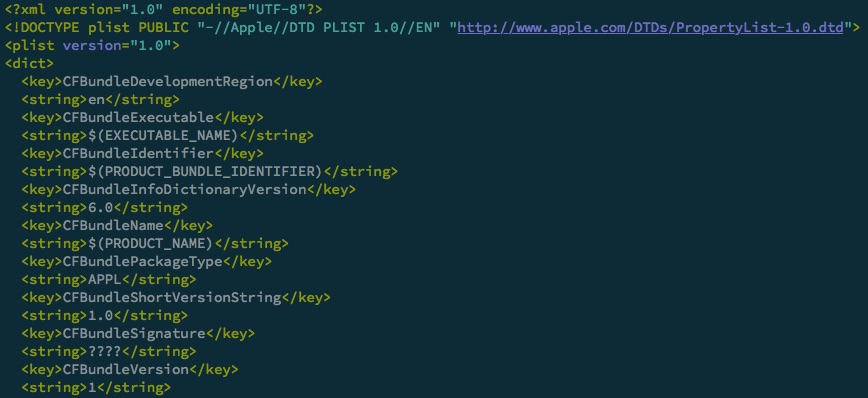 <?xml version="1.0" encoding="UTF-8"?>
<!DOCTYPE plist PUBLIC "-//Apple//DTD PLIST 1.0//EN" "http://www.apple.com/DTDs/PropertyList-1.0.dtd">
<plist version="1.0">
<dict>
  <key>CFBundleDevelopmentRegion</key>
  <string>en</string>
  <key>CFBundleExecutable</key>
  <string>$(EXECUTABLE_NAME)</string>
  <key>CFBundleIdentifier</key>
  <string>$(PRODUCT_BUNDLE_IDENTIFIER)</string>
  <key>CFBundleInfoDictionaryVersion</key>
  <string>6.0</string>
  <key>CFBundleName</key>
  <string>$(PRODUCT_NAME)</string>
  <key>CFBundlePackageType</key>
  <string>APPL</string>
  <key>CFBundleShortVersionString</key>
  <string>1.0</string>
  <key>CFBundleSignature</key>
  <string>????</string>
  <key>CFBundleVersion</key>
  <string>1</string>